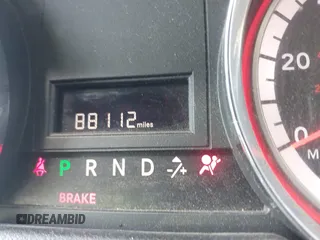 88112 miles
P R N D -/+
BRAKE
20
0
M
DREAMBID